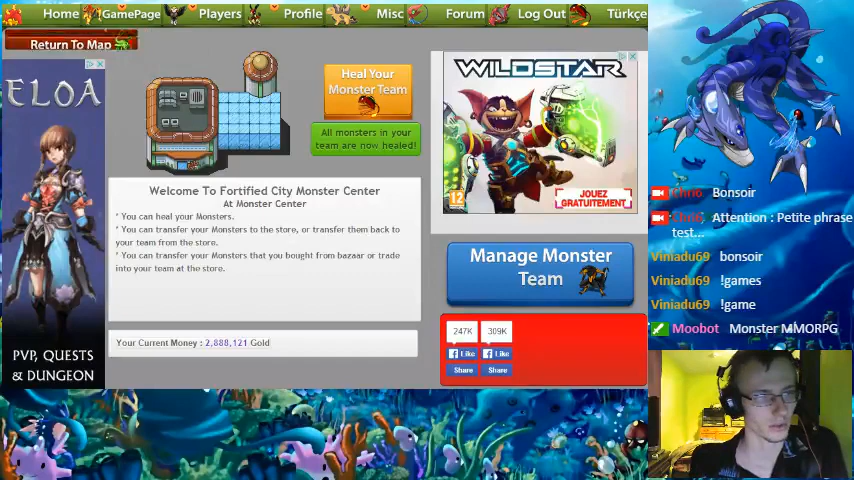 Home GamePage Players Profile Misc Forum Log Out Türkçe
Return To Map
ELOA
PVP, QUESTS
& DUNGEON
Heal Your
Monster Team
All monsters in your
team are now healed!
Welcome To Fortified City Monster Center
At Monster Center
* You can heal your Monsters.
* You can transfer your Monsters to the store, or transfer them back to
your team from the store.
* You can transfer your Monsters that you bought from bazaar or trade
into your team at the store.
Your Current Money : 2,888,121 Gold
WILDSTAR
12
JOUEZ
GRATUITEMENT
Manage Monster
Team
247K 309K
Like Like
Share Share
Chri6 Bonsoir
Chri6 Attention : Petite phrase
test...
Viniadu69 bonsoir
Viniadu69 !games
Viniadu69 !game
Moobot Monster MMORPG